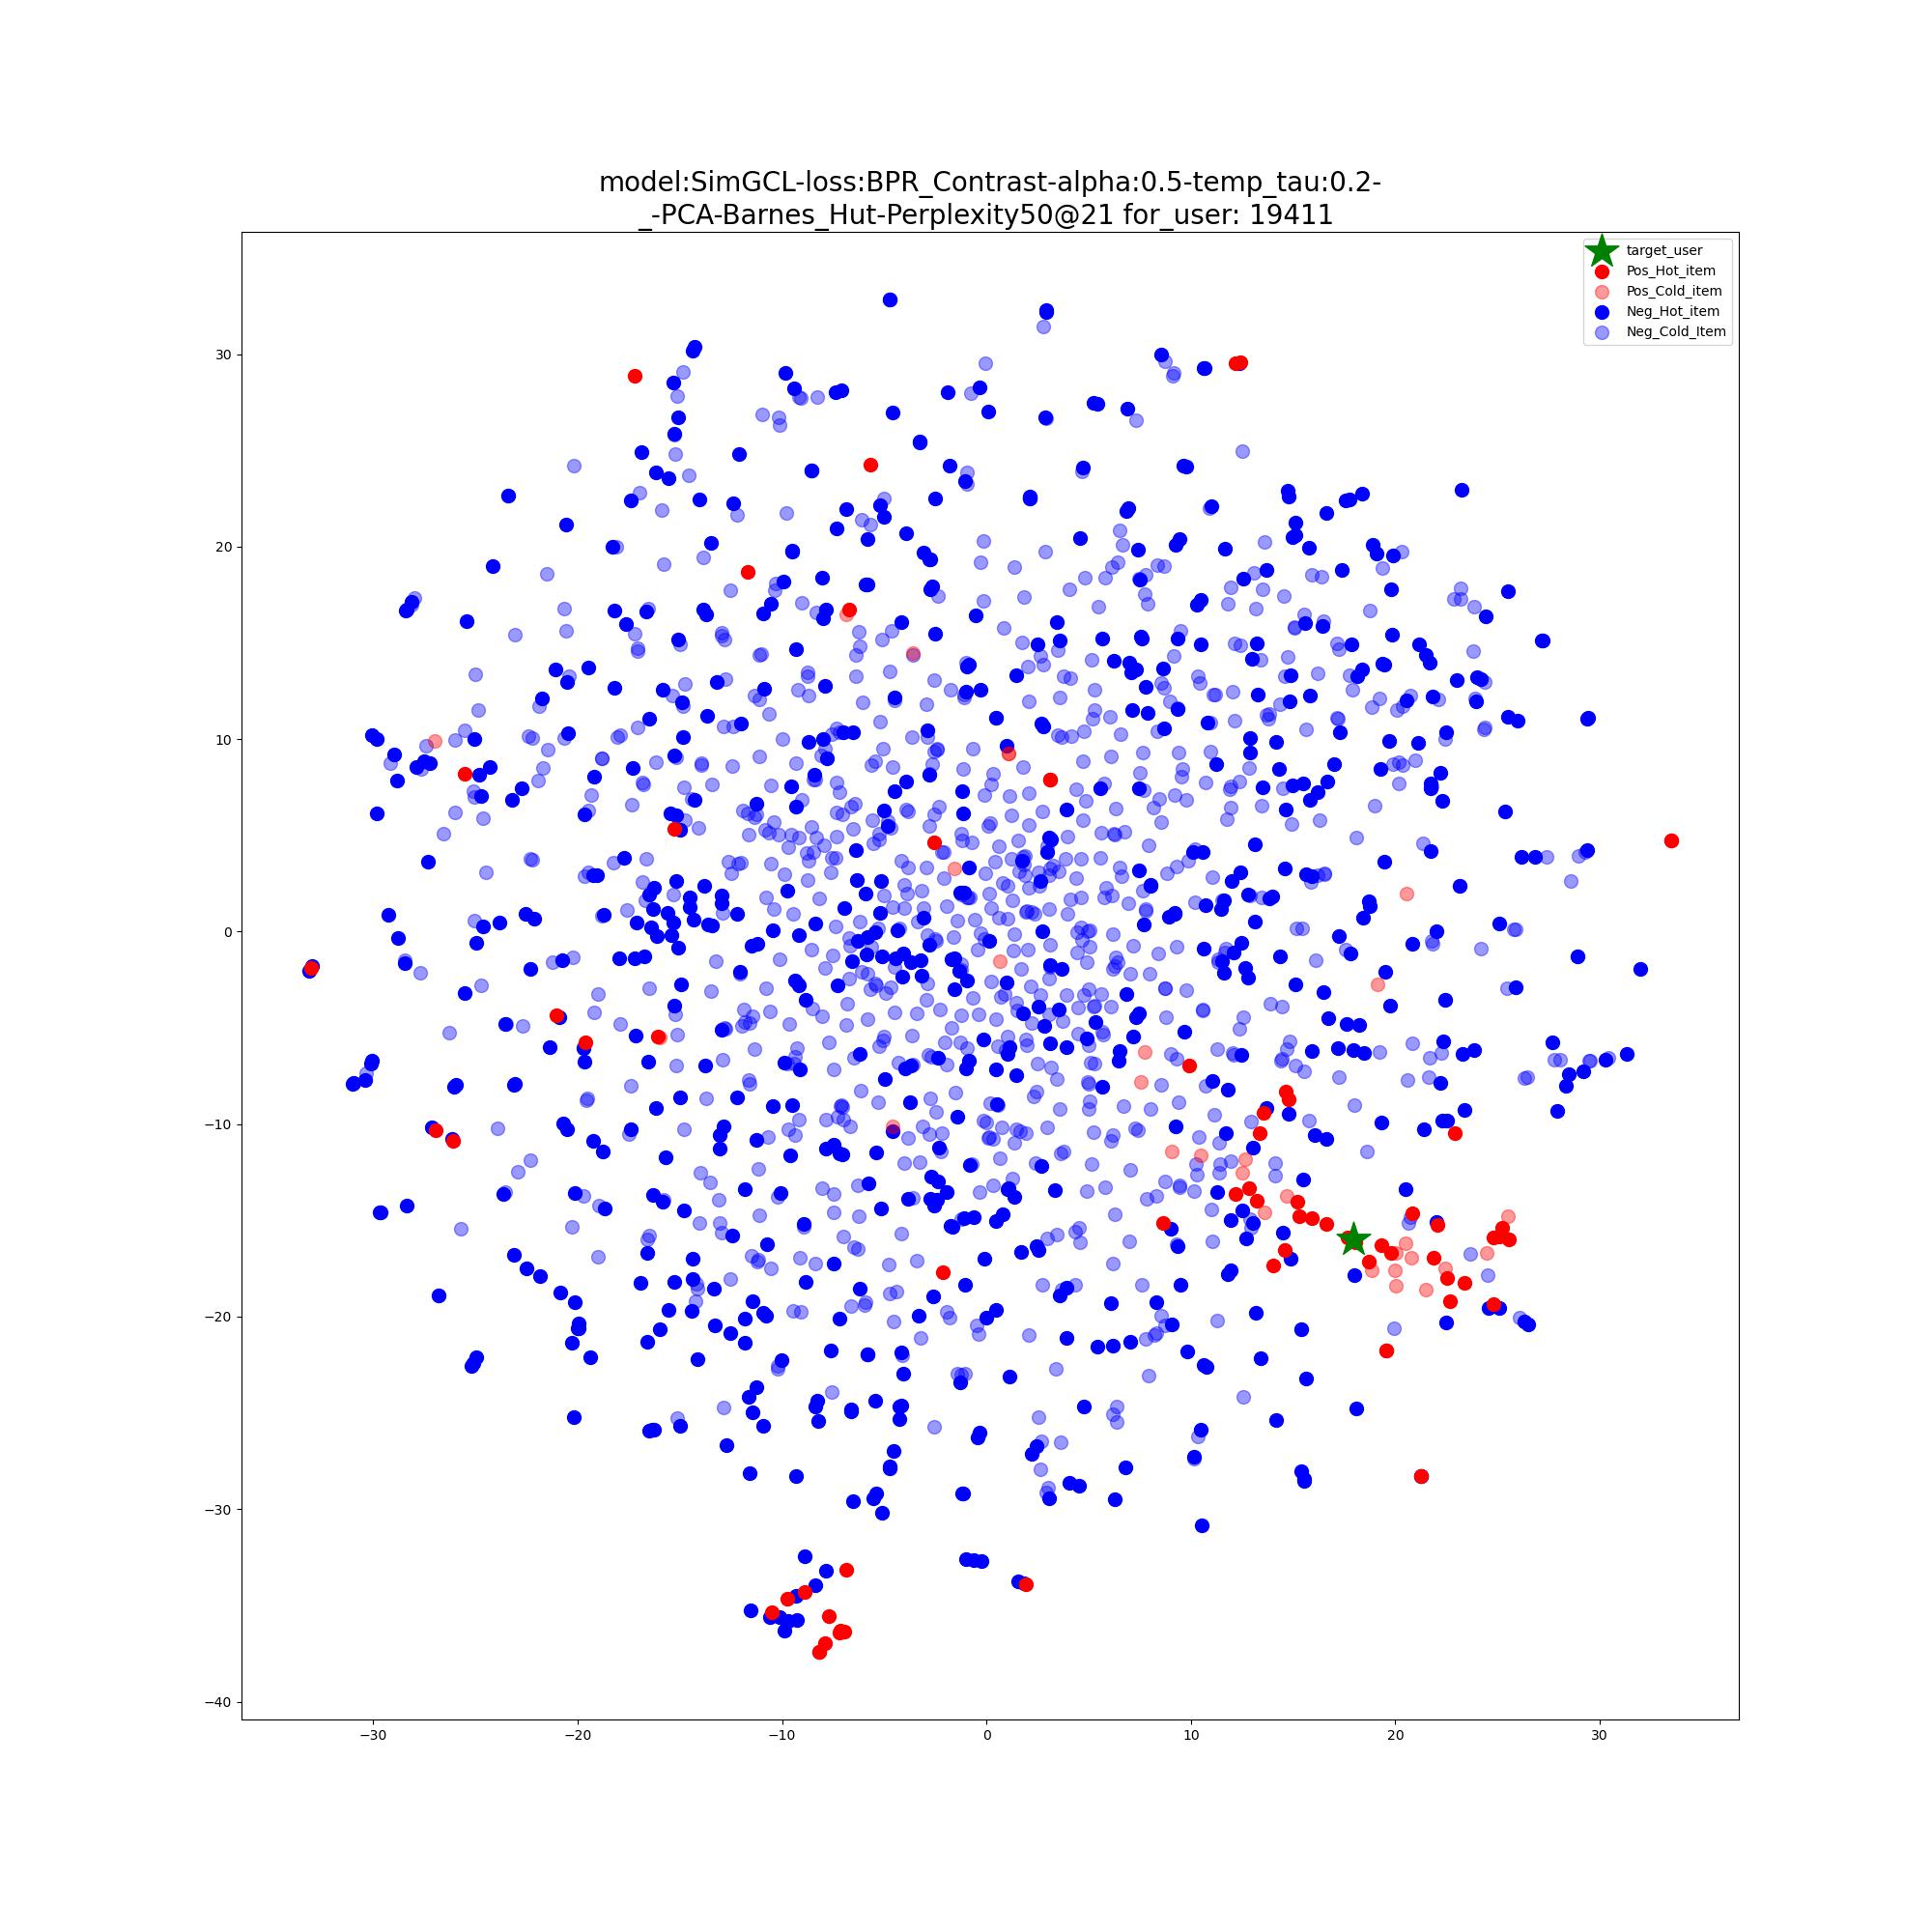 model:SimGCL-loss:BPR_Contrast-alpha:0.5-temp_tau:0.2-
_-PCA-Barnes_Hut-Perplexity50@21 for_user: 19411
target_user
Pos_Hot_item
Pos_Cold_item
Neg_Hot_item
Neg_Cold_Item
30
20
10
0
−10
−20
−30
−40
−30 −20 −10 0 10 20 30